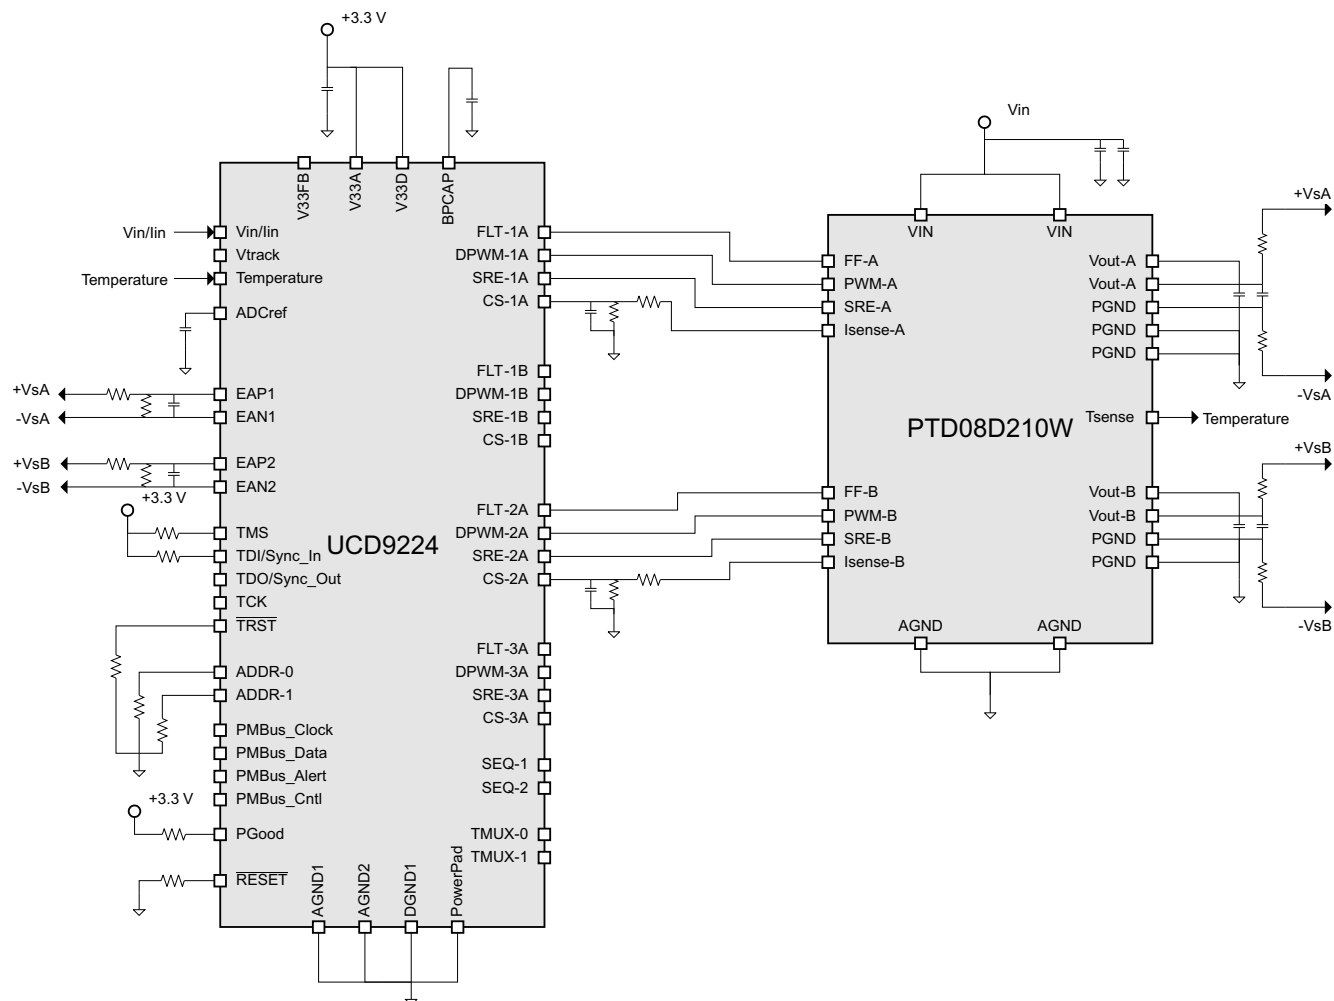 +3.3 V
V33FB
V33A
V33D
BPCAP
Vin/Iin
Vin/Iin
Vtrack
Temperature
Temperature
ADCref
+VsA
EAP1
-VsA
EAN1
+VsB
EAP2
-VsB
EAN2
+3.3 V
TMS
TDI/Sync_In
TDO/Sync_Out
TCK
TRST
ADDR-0
ADDR-1
PMBus_Clock
PMBus_Data
PMBus_Alert
PMBus_Cntl
+3.3 V
PGood
RESET
UCD9224
FLT-1A
DPWM-1A
SRE-1A
CS-1A
FLT-1B
DPWM-1B
SRE-1B
CS-1B
FLT-2A
DPWM-2A
SRE-2A
CS-2A
FLT-3A
DPWM-3A
SRE-3A
CS-3A
SEQ-1
SEQ-2
TMUX-0
TMUX-1
AGND1
AGND2
DGND1
PowerPad
Vin
VIN
VIN
FF-A
PWM-A
SRE-A
Isense-A
PTD08D210W
FF-B
PWM-B
SRE-B
Isense-B
AGND
AGND
Vout-A
Vout-A
PGND
PGND
PGND
Tsense
Temperature
Vout-B
Vout-B
PGND
PGND
+VsA
-VsA
+VsB
-VsB